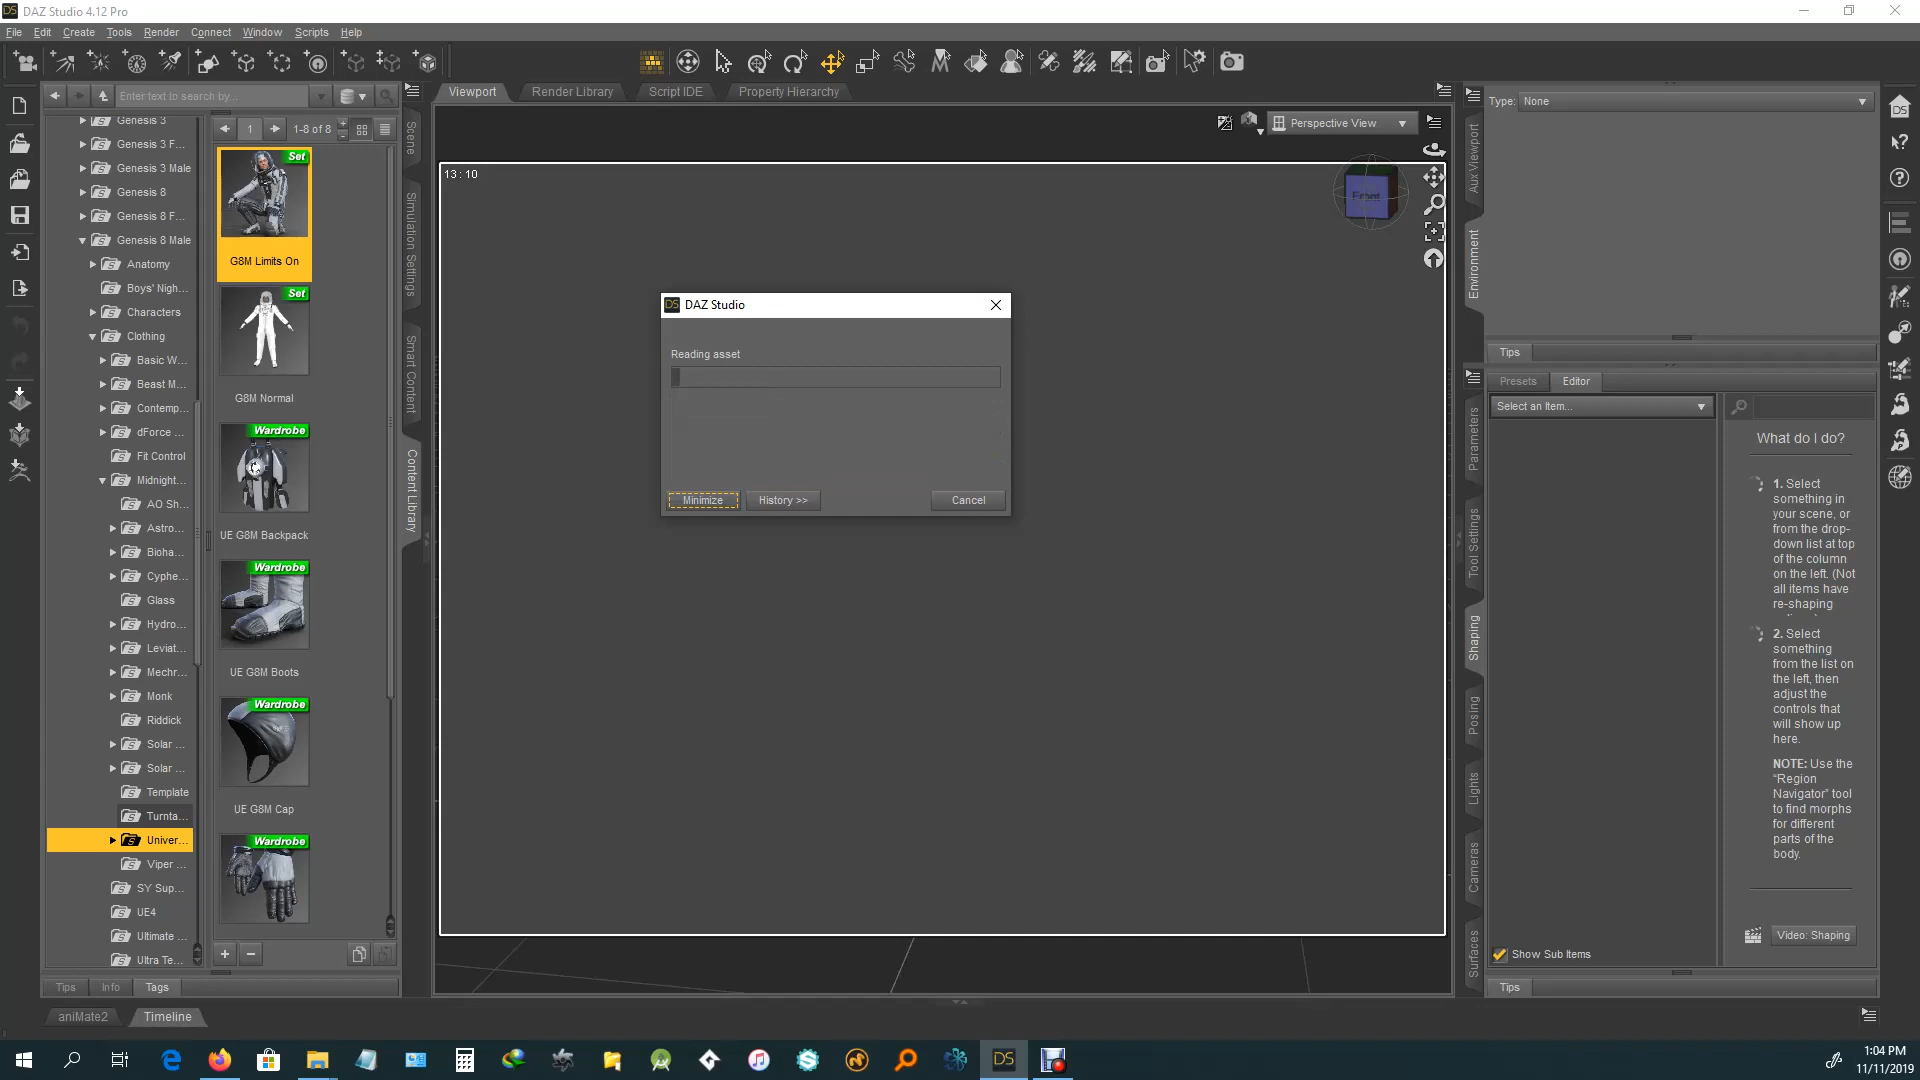 DS DAZ Studio 4.12 Pro
File Edit Create Tools Render Connect Window Scripts Help
Enter text to search by...
Viewport Render Library Script IDE Property Hierarchy
Type: None
1 1-8 of 8
Perspective View
13 : 10
Front
Genesis 3
Genesis 3 F...
Genesis 3 Male
Genesis 8
Genesis 8 F...
Genesis 8 Male
Anatomy
Boys' Nigh...
Characters
Clothing
Basic W...
Beast M...
Contemp...
dForce ...
Fit Control
Midnight...
AO Sh...
Astro...
Bioha...
Cyphe...
Glass
Hydro...
Leviat...
Mechr...
Monk
Riddick
Solar ...
Solar ...
Template
Turnta...
Univer...
Viper ...
SY Sup...
UE4
Ultimate ...
Ultra Te...
Set
G8M Limits On
Set
G8M Normal
Wardrobe
UE G8M Backpack
Wardrobe
UE G8M Boots
Wardrobe
UE G8M Cap
Wardrobe
Scene
Simulation Settings
Smart Content
Content Library
DS DAZ Studio
Reading asset
Minimize History >> Cancel
Aux Viewport
Environment
Parameters
Tool Settings
Shaping
Posing
Lights
Cameras
Surfaces
Tips
Presets Editor
Select an Item...
What do I do?
1. Select
something in
your scene, or
from the drop-
down list at top
of the column
on the left. (Not
all items have
re-shaping
2. Select
something
from the list on
the left, then
adjust the
controls that
will show up
here.
NOTE: Use the
“Region
Navigator” tool
to find morphs
for different
parts of the
body.
Video: Shaping
Show Sub Items
Tips
Tips Info Tags
aniMate2 Timeline
DS
1:04 PM
11/11/2019